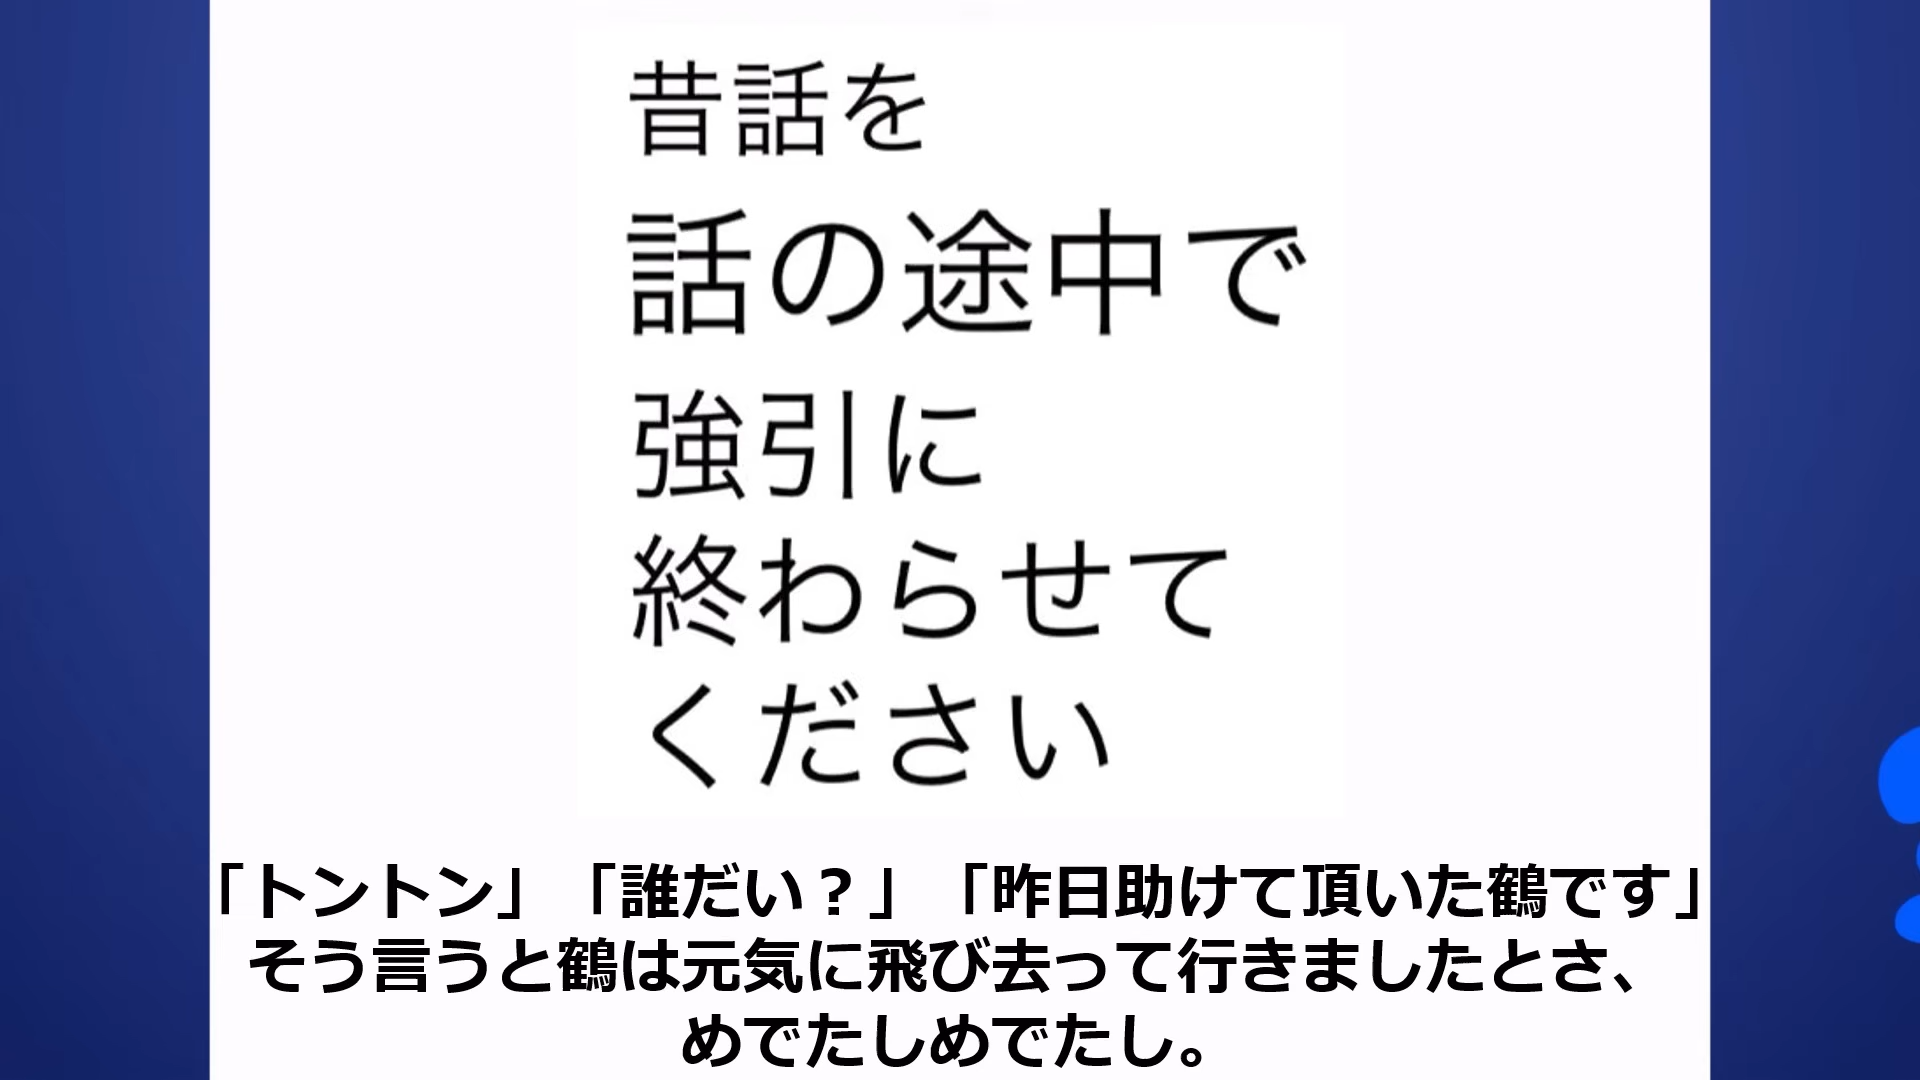 昔話を
話の途中で
強引に
終わらせて
ください
「トントン」「誰だい？」「昨日助けて頂いた鶴です」
そう言うと鶴は元気に飛び去って行きましたとさ、
めでたしめでたし。